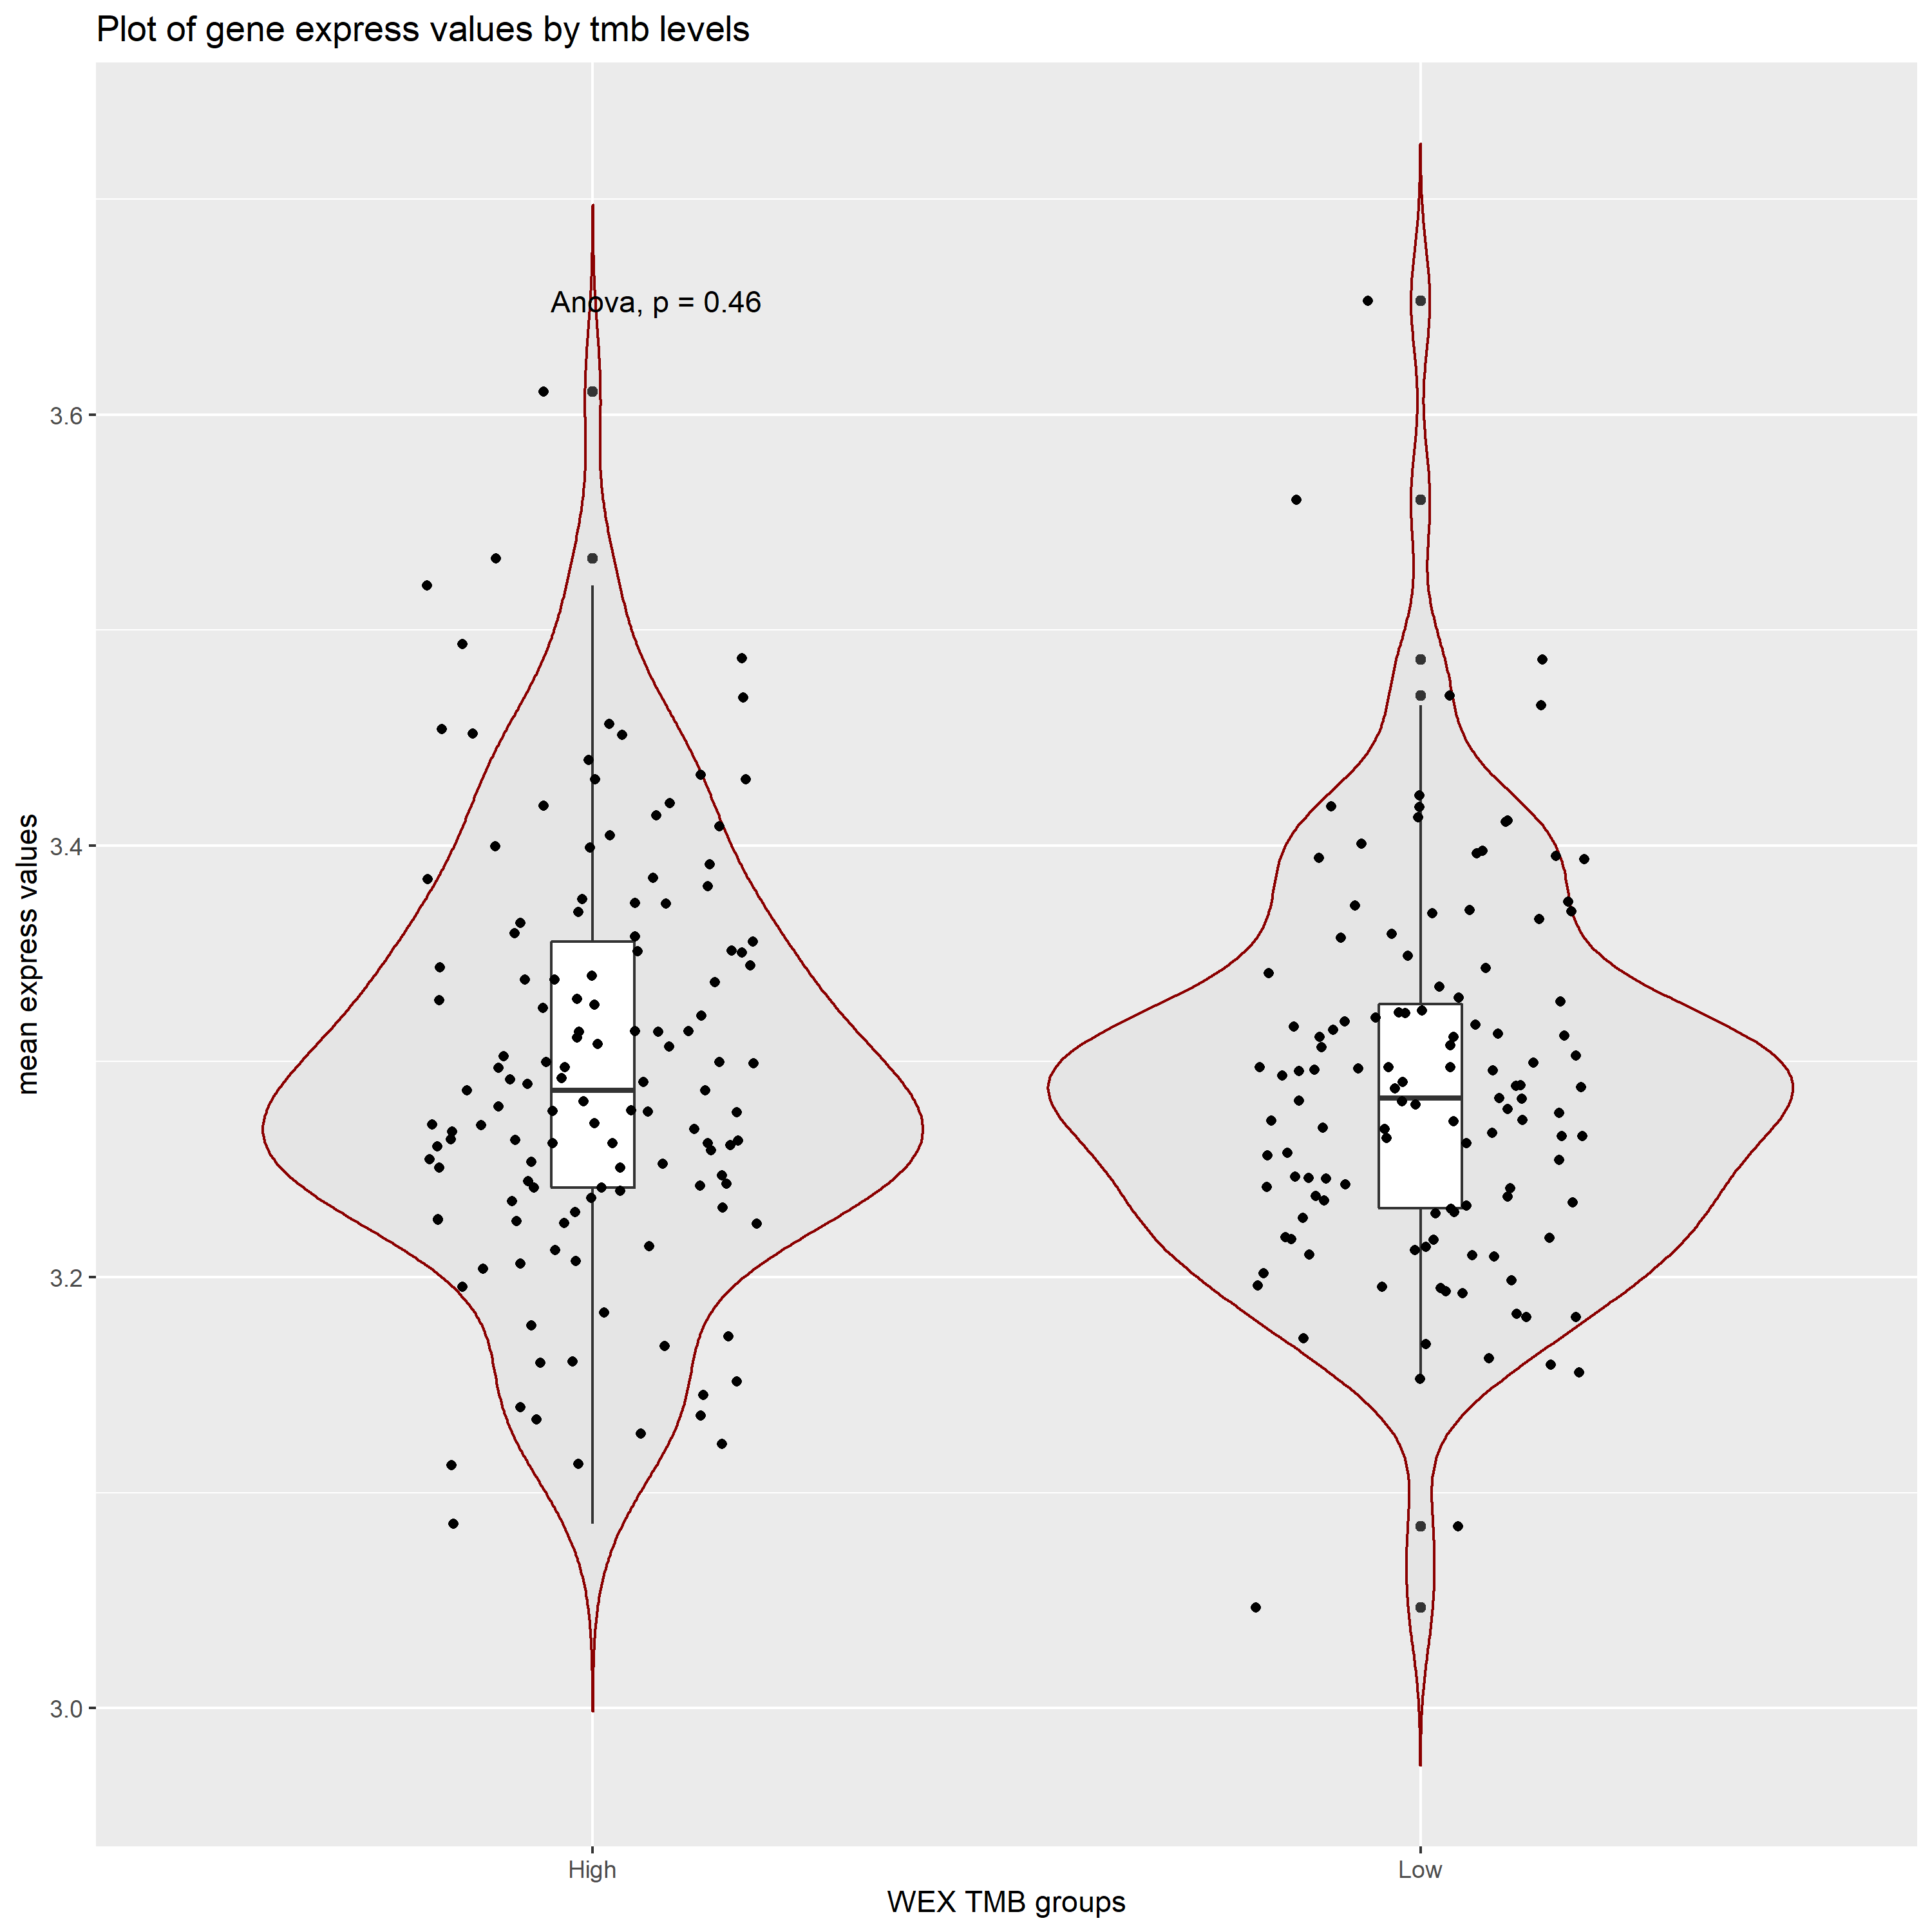 Plot of gene express values by tmb levels
Anova, p = 0.46
3.6
3.4
3.2
3.0
mean express values
High
Low
WEX TMB groups